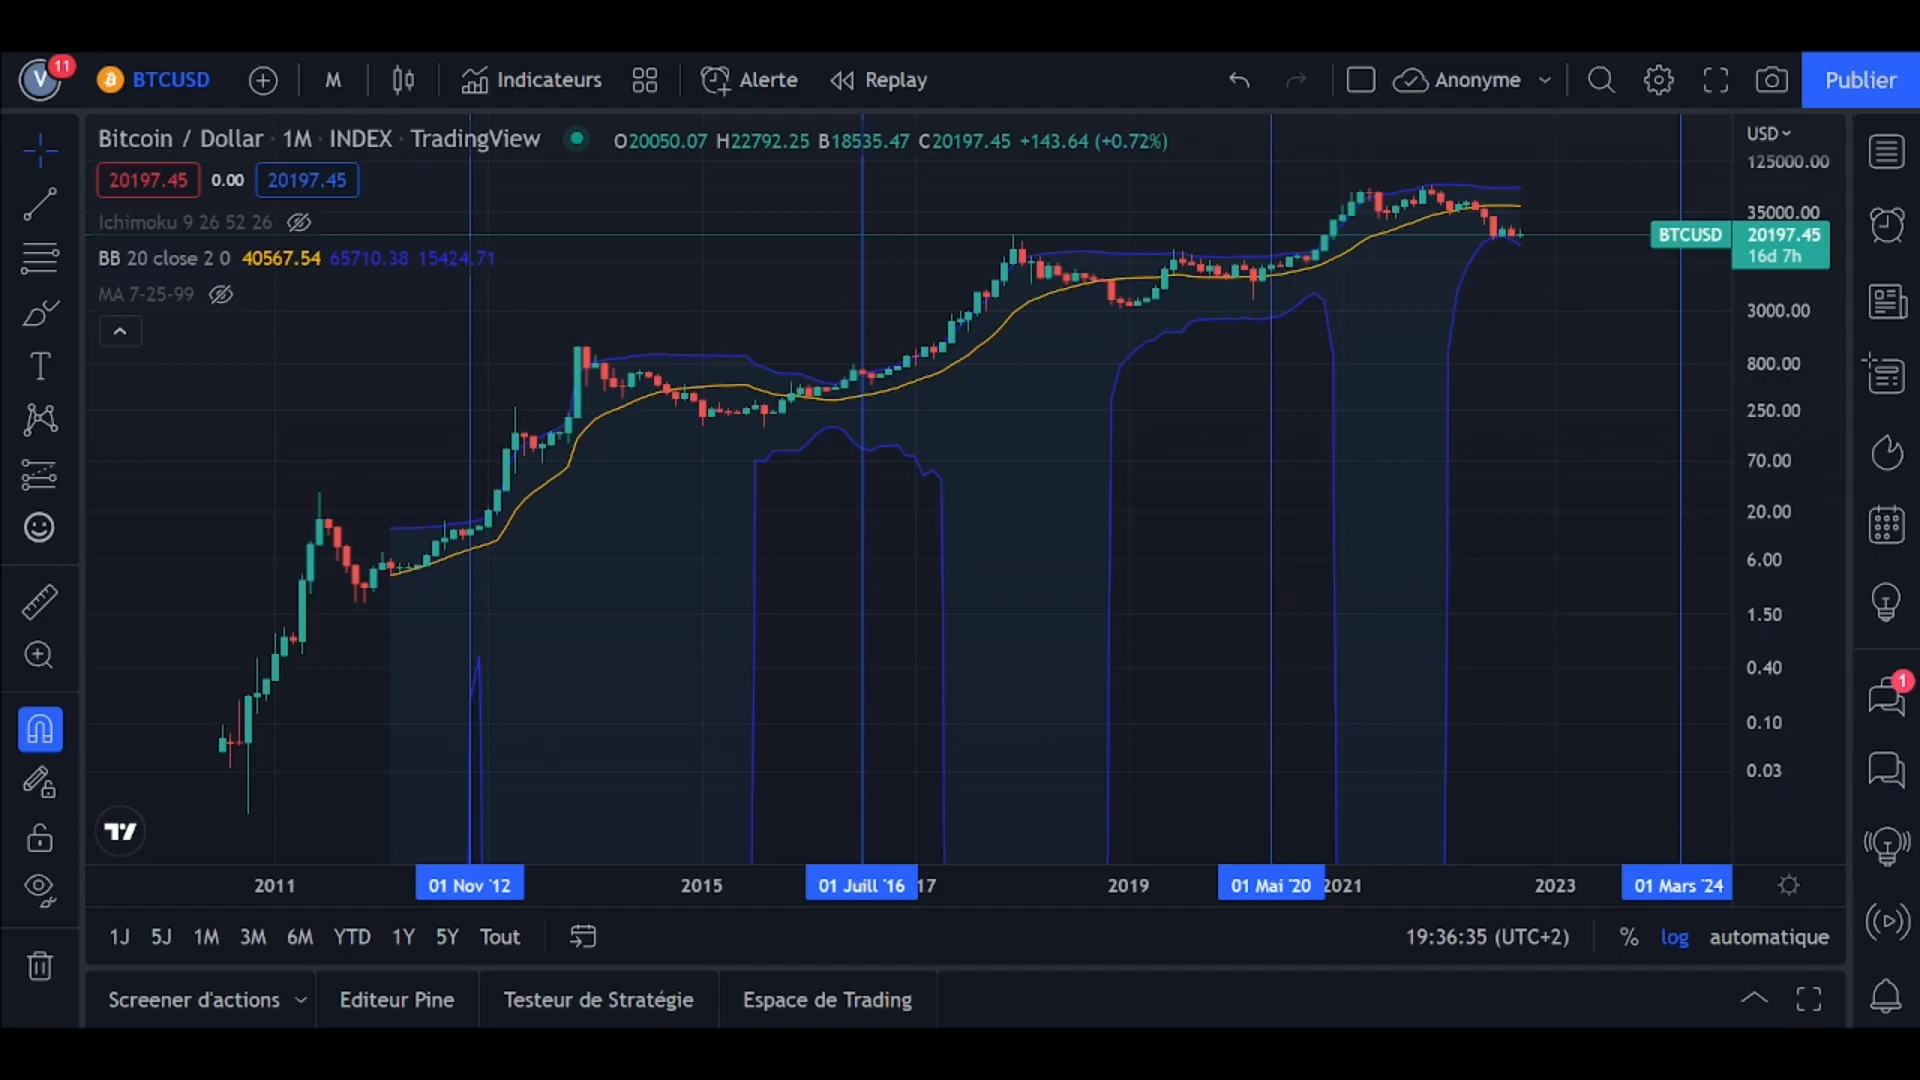 V 11 BTCUSD M Indicateurs Alerte Replay Anonyme Publier
Bitcoin / Dollar · 1M · INDEX · TradingView O20050.07 H22792.25 B18535.47 C20197.45 +143.64 (+0.72%)
20197.45 0.00 20197.45
Ichimoku 9 26 52 26
BB 20 close 2 0 40567.54 65710.38 15424.71
MA 7-25-99
USD
125000.00
35000.00
BTCUSD 20197.45
16d 7h
3000.00
800.00
250.00
70.00
20.00
6.00
1.50
0.40
0.10
0.03
1
2011 01 Nov '12 2015 01 Juill '16 17 2019 01 Mai '20 2021 2023 01 Mars '24
1J 5J 1M 3M 6M YTD 1Y 5Y Tout 19:36:35 (UTC+2) % log automatique
Screener d'actions Editeur Pine Testeur de Stratégie Espace de Trading